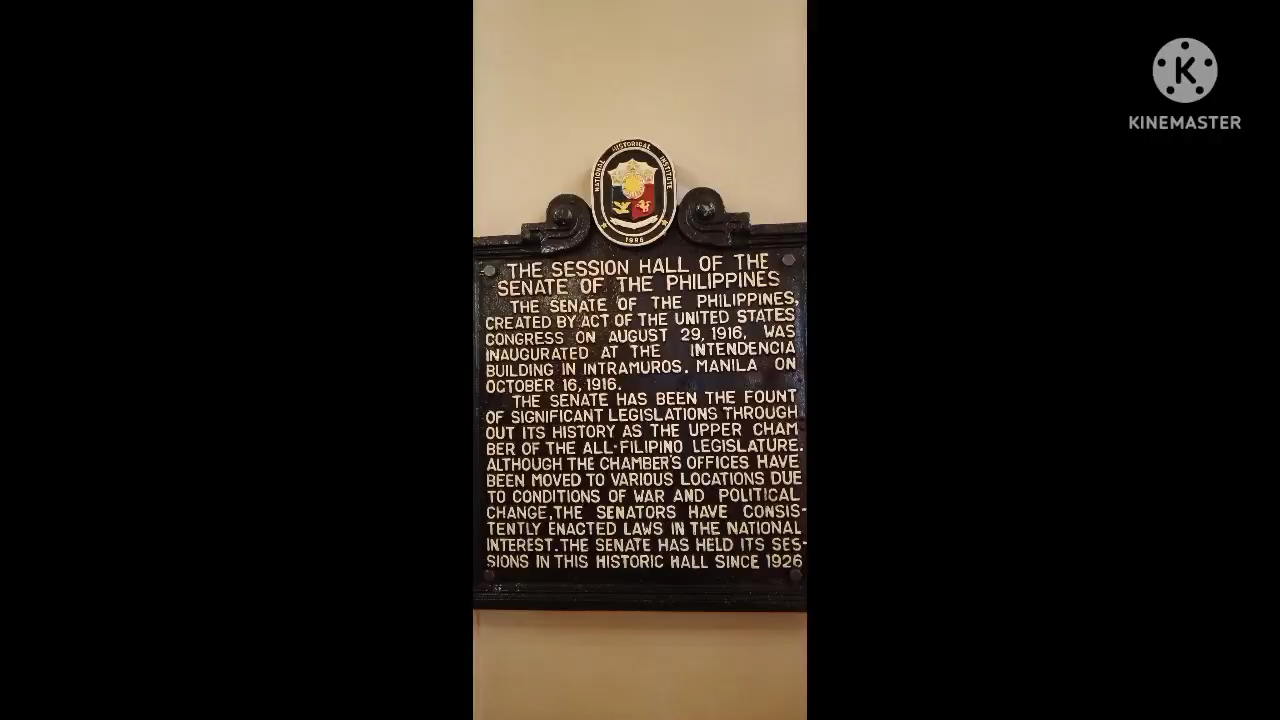 KINEMASTER
NATIONAL HISTORICAL INSTITUTE
THE SESSION HALL OF THE
SENATE OF THE PHILIPPINES
THE SENATE OF THE PHILIPPINES,
CREATED BY ACT OF THE UNITED STATES
CONGRESS ON AUGUST 29, 1916, WAS
INAUGURATED AT THE INTENDENCIA
BUILDING IN INTRAMUROS. MANILA ON
OCTOBER 16, 1916.
THE SENATE HAS BEEN THE FOUNT
OF SIGNIFICANT LEGISLATIONS THROUGH
OUT ITS HISTORY AS THE UPPER CHAM
BER OF THE ALL-FILIPINO LEGISLATURE.
ALTHOUGH THE CHAMBER'S OFFICES HAVE
BEEN MOVED TO VARIOUS LOCATIONS DUE
TO CONDITIONS OF WAR AND POLITICAL
CHANGE,THE SENATORS HAVE CONSIS-
TENTLY ENACTED LAWS IN THE NATIONAL
INTEREST.THE SENATE HAS HELD ITS SES-
SIONS IN THIS HISTORIC HALL SINCE 1926